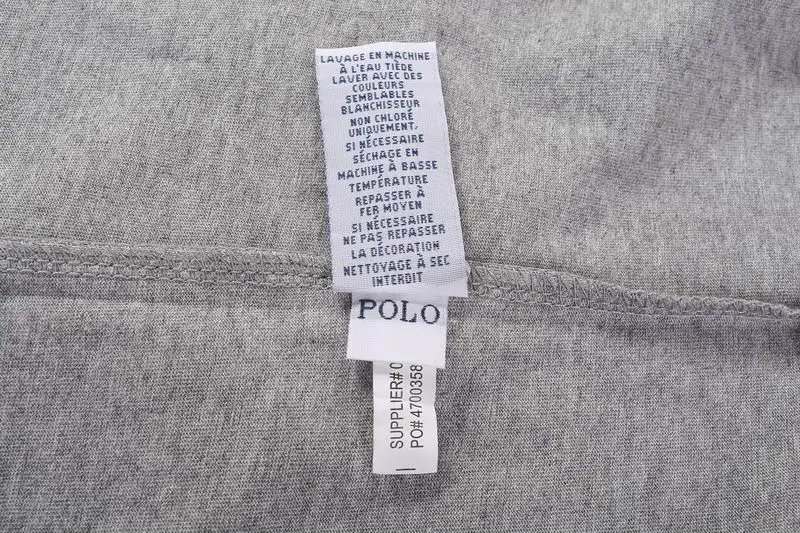 LAVAGE EN MACHINE
À L'EAU TIÈDE
LAVER AVEC DES
COULEURS
SEMBLABLES
BLANCHISSEUR
NON CHLORÉ
UNIQUEMENT,
SI NÉCESSAIRE
SÉCHAGE EN
MACHINE À BASSE
TEMPÉRATURE
REPASSER À
FER MOYEN
SI NÉCESSAIRE
NE PAS REPASSER
LA DÉCORATION
NETTOYAGE À SEC
INTERDIT
POLO
SUPPLIER# 0
PO# 4700358